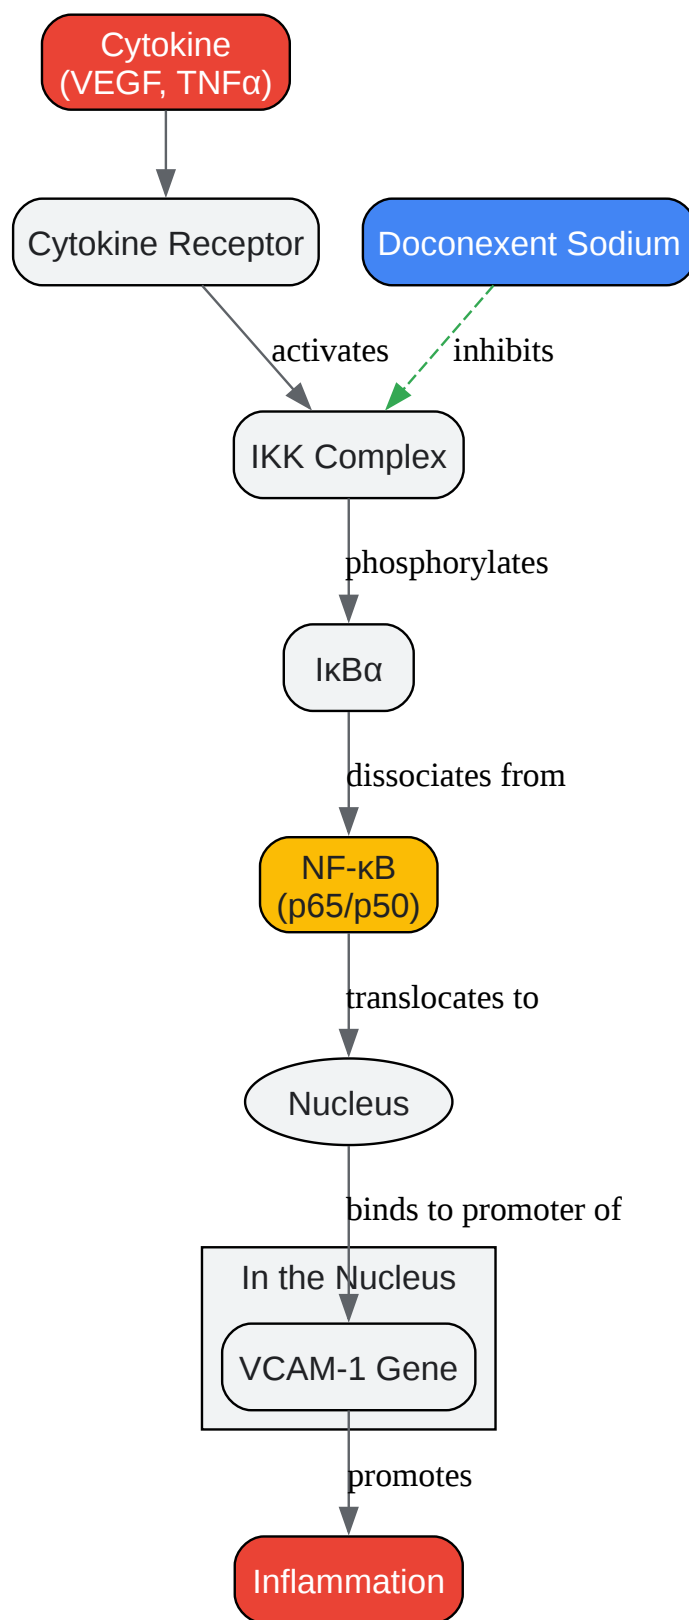 Cytokine
(VEGF, TNFα)
Cytokine Receptor
Doconexent Sodium
activates
inhibits
IKK Complex
phosphorylates
IκBα
dissociates from
NF-κB
(p65/p50)
translocates to
Nucleus
binds to promoter of
In the Nucleus
VCAM-1 Gene
promotes
Inflammation